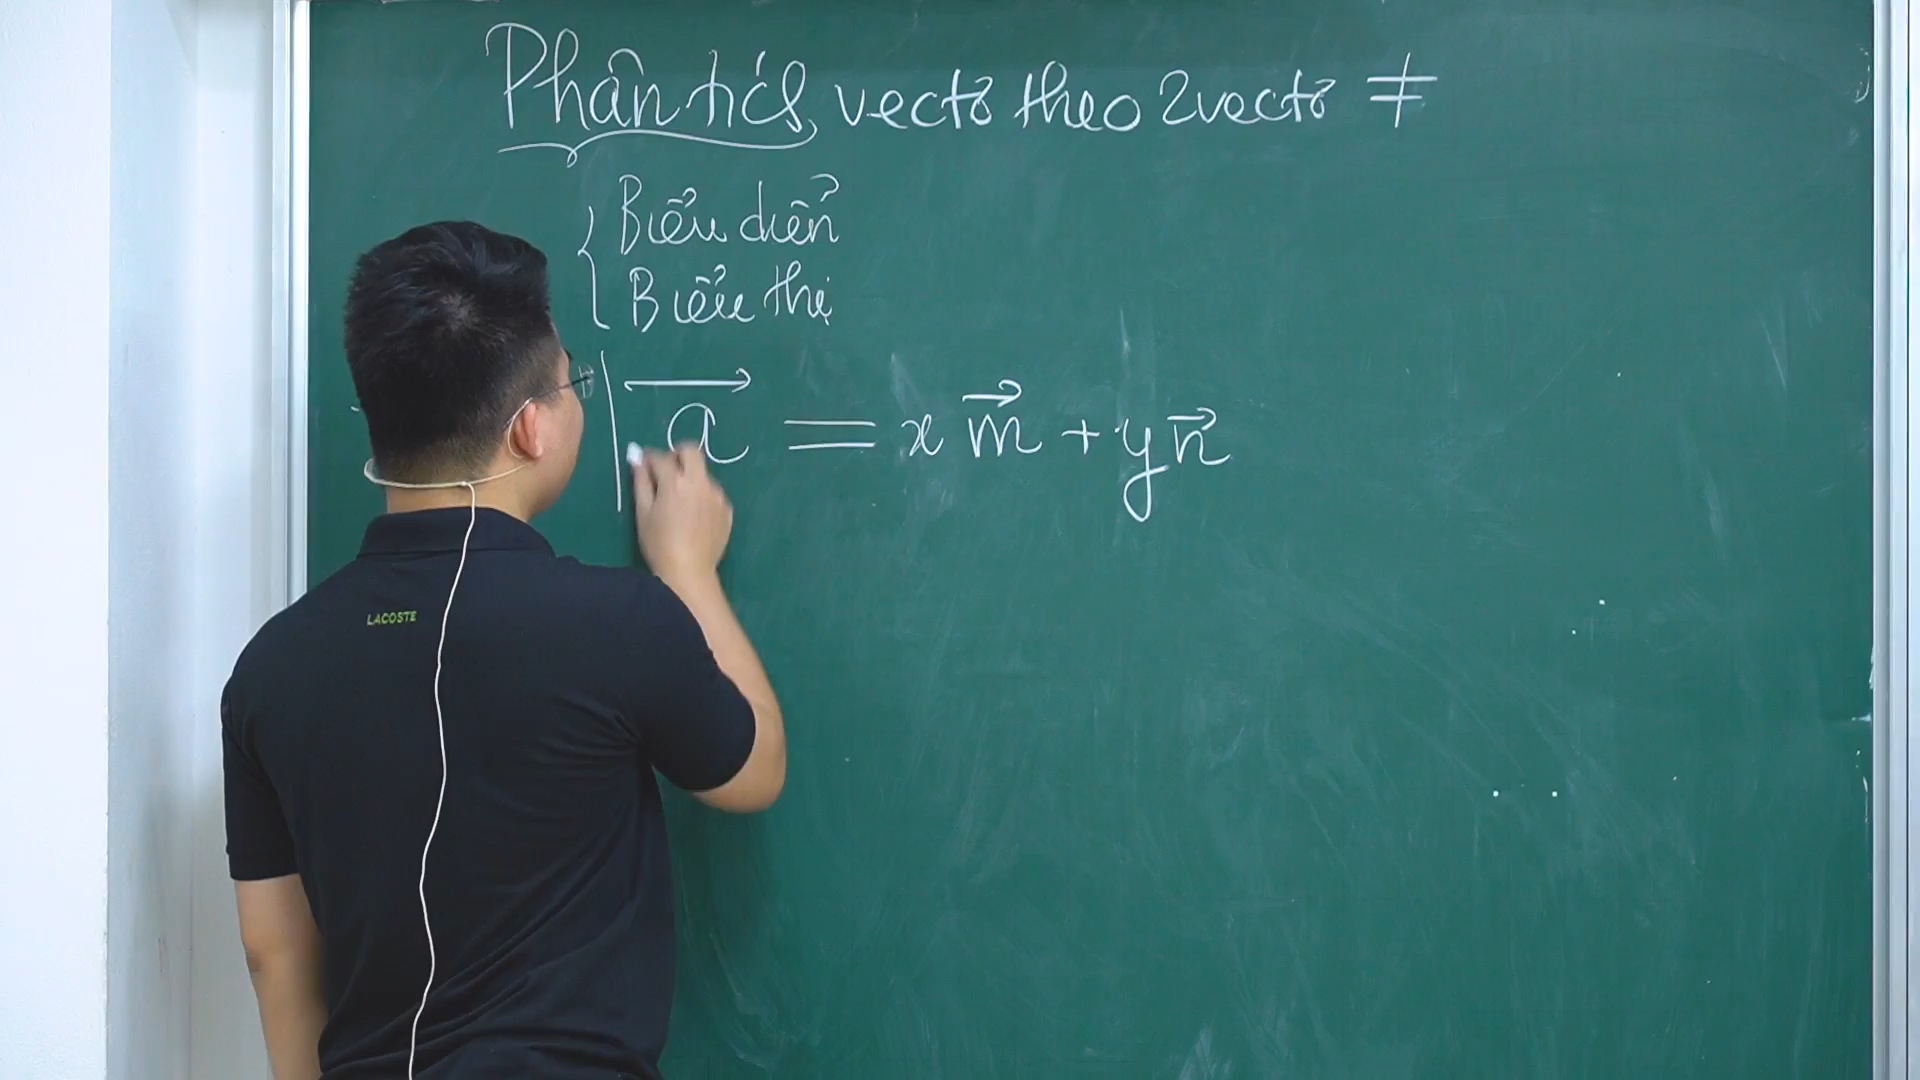 Phân tích vectơ theo 2 vectơ ≠
Biểu diễn
Biểu thị
a⃗ = x m⃗ + y n⃗
LACOSTE